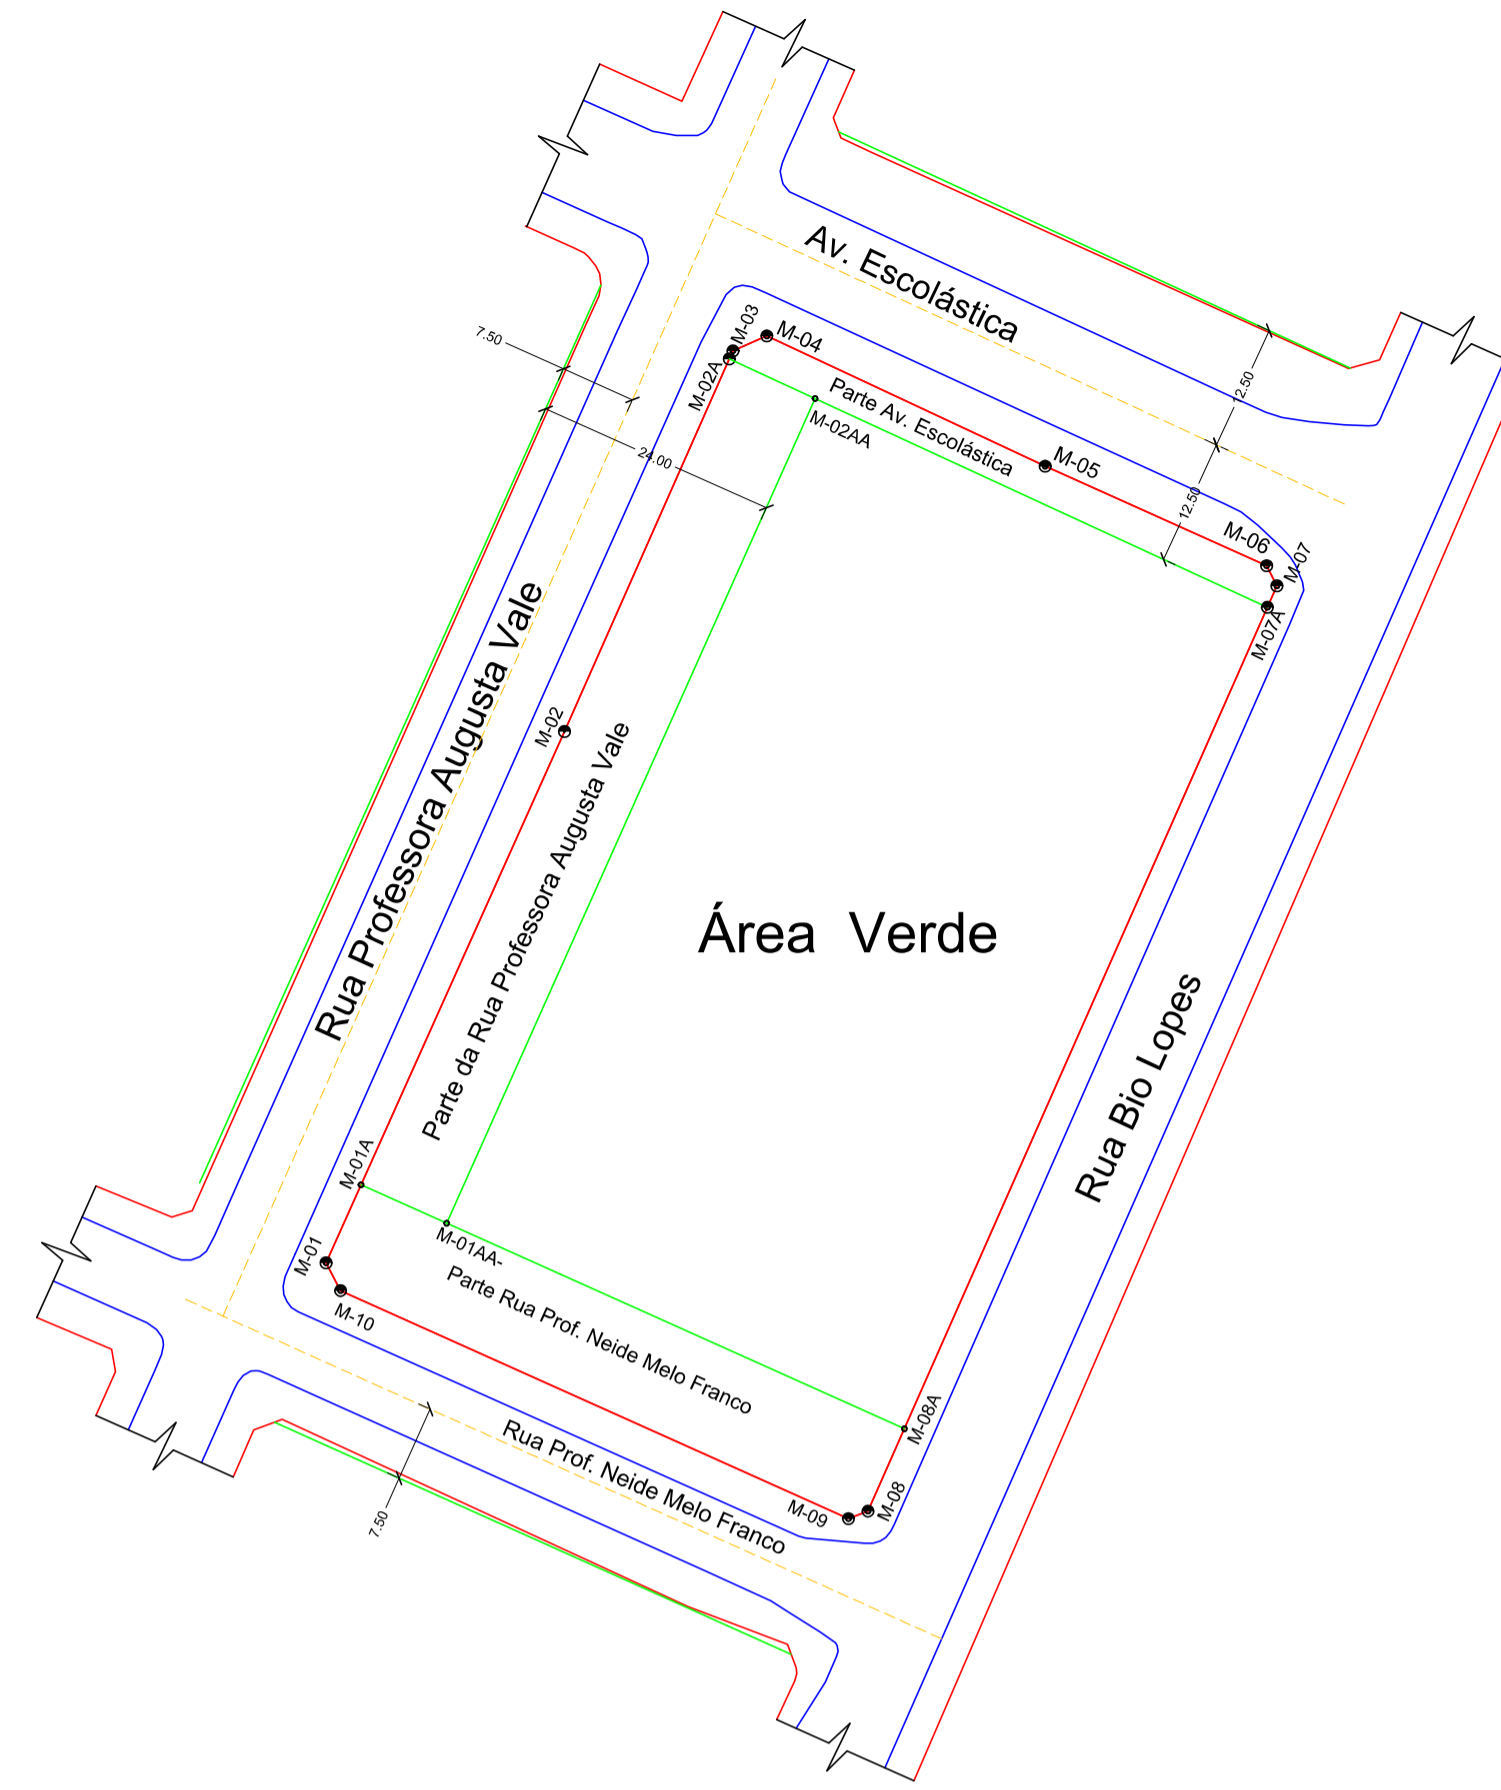 Av. Escolástica
M-03
M-04
7.50
M-02A
Parte Av. Escolástica
12.50
M-02AA
M-05
24.00
12.50
M-06
M-07
M-07A
Rua Professora Augusta Vale
M-02
Parte da Rua Professora Augusta Vale
Área Verde
Rua Bio Lopes
M-01A
M-01AA-
M-01
Parte Rua Prof. Neide Melo Franco
M-10
M-08A
Rua Prof. Neide Melo Franco
M-09
M-08
7.50